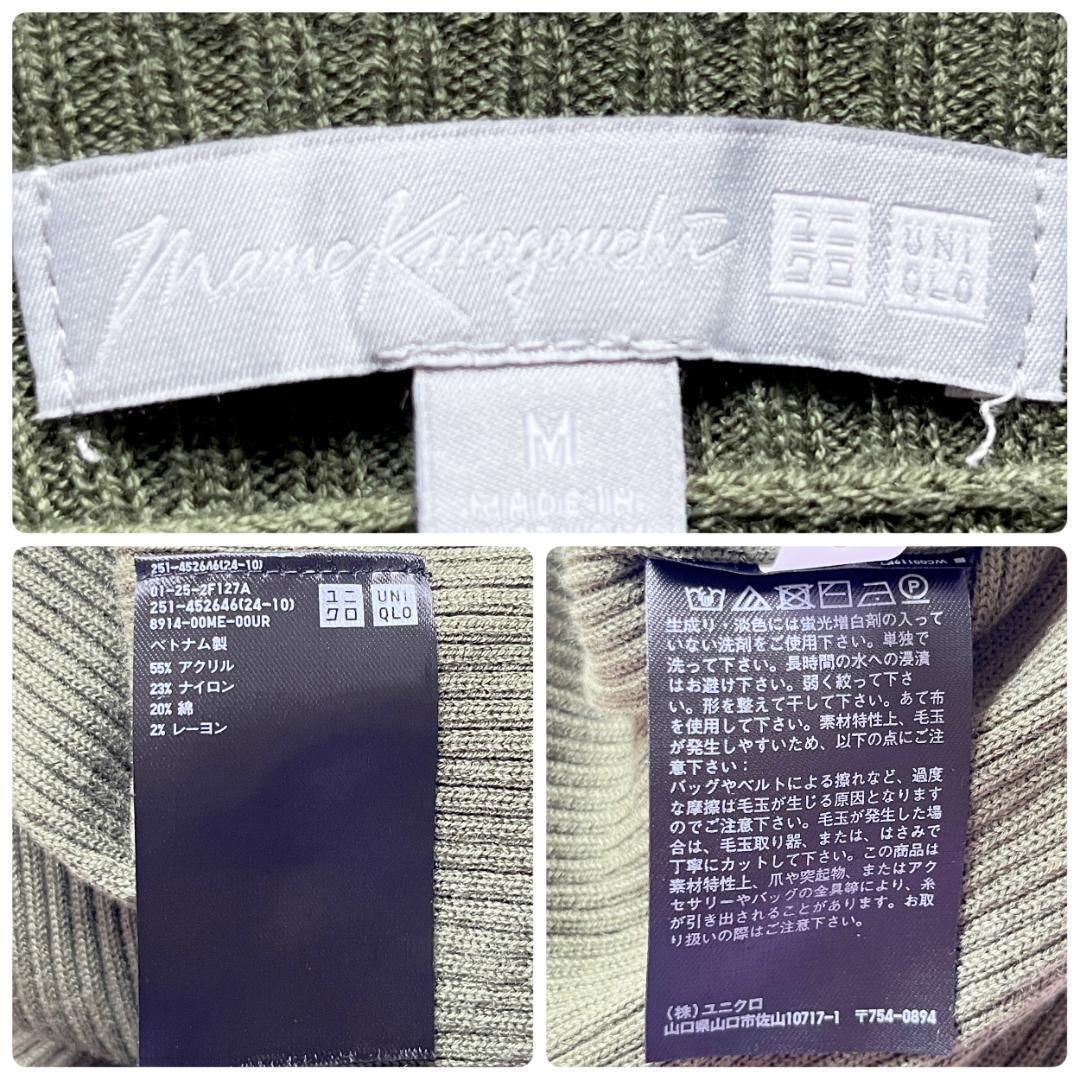 Mame Kurogouchi
ユニクロ
UNIQLO
M
MADE IN
251-452646(24-10)
01-25-2F127A
251-452646(24-10)
8914-00ME-00UR
ユニクロ
UNIQLO
ベトナム製
55% アクリル
23% ナイロン
20% 綿
2% レーヨン
生成り・淡色には蛍光増白剤の入って
いない洗剤をご使用下さい。単独で
洗って下さい。長時間の水への浸漬
はお避け下さい。弱く絞って下さ
い。形を整えて干して下さい。あて布
を使用して下さい。素材特性上、毛玉
が発生しやすいため、以下の点にご注
意下さい:
バッグやベルトによる擦れなど、過度
な摩擦は毛玉が生じる原因となります
のでご注意下さい。毛玉が発生した場
合は、毛玉取り器、または、はさみで
丁寧にカットして下さい。この商品は
素材特性上、爪や突起物、またはアク
セサリーやバッグの金具等により、糸
が引き出されることがあります。お取
り扱いの際はご注意下さい。
(株)ユニクロ
山口県山口市佐山10717-1 〒754-0894